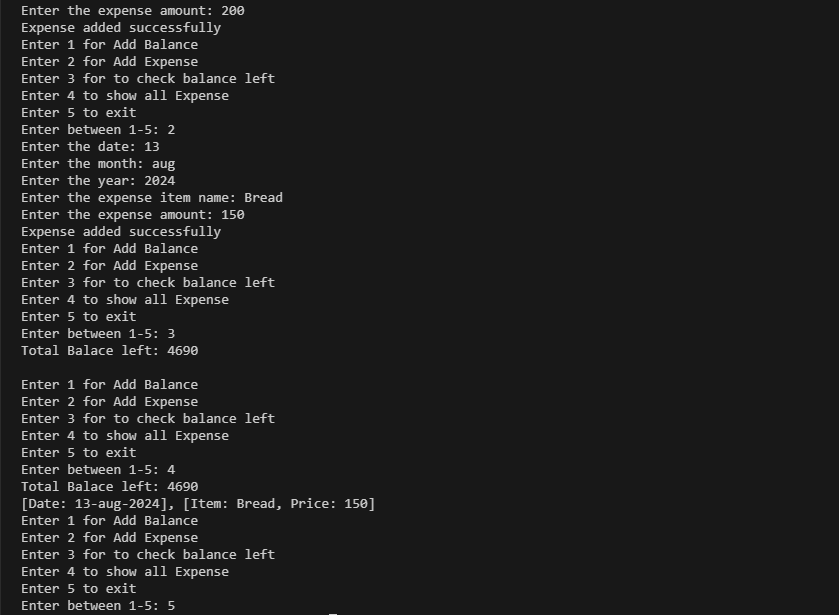 Enter the expense amount: 200
Expense added successfully
Enter 1 for Add Balance
Enter 2 for Add Expense
Enter 3 for to check balance left
Enter 4 to show all Expense
Enter 5 to exit
Enter between 1-5: 2
Enter the date: 13
Enter the month: aug
Enter the year: 2024
Enter the expense item name: Bread
Enter the expense amount: 150
Expense added successfully
Enter 1 for Add Balance
Enter 2 for Add Expense
Enter 3 for to check balance left
Enter 4 to show all Expense
Enter 5 to exit
Enter between 1-5: 3
Total Balace left: 4690
Enter 1 for Add Balance
Enter 2 for Add Expense
Enter 3 for to check balance left
Enter 4 to show all Expense
Enter 5 to exit
Enter between 1-5: 4
Total Balace left: 4690
[Date: 13-aug-2024], [Item: Bread, Price: 150]
Enter 1 for Add Balance
Enter 2 for Add Expense
Enter 3 for to check balance left
Enter 4 to show all Expense
Enter 5 to exit
Enter between 1-5: 5